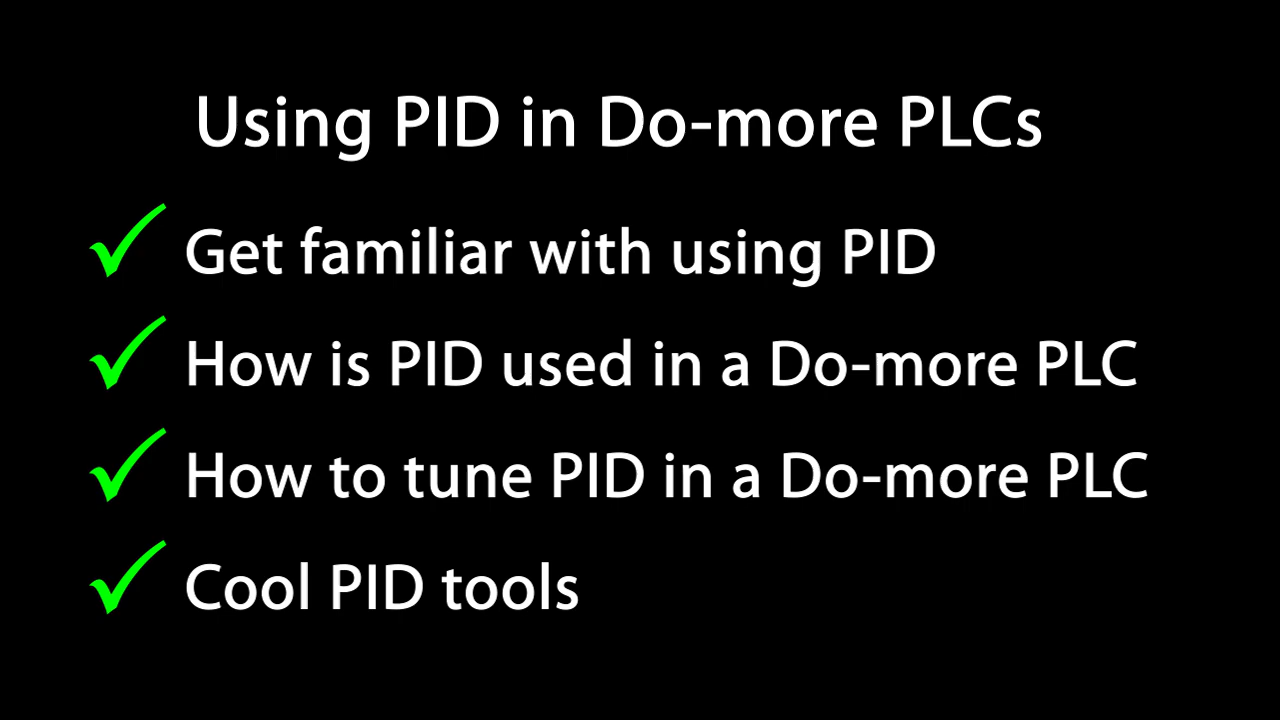 Using PID in Do-more PLCs
Get familiar with using PID
How is PID used in a Do-more PLC
How to tune PID in a Do-more PLC
Cool PID tools